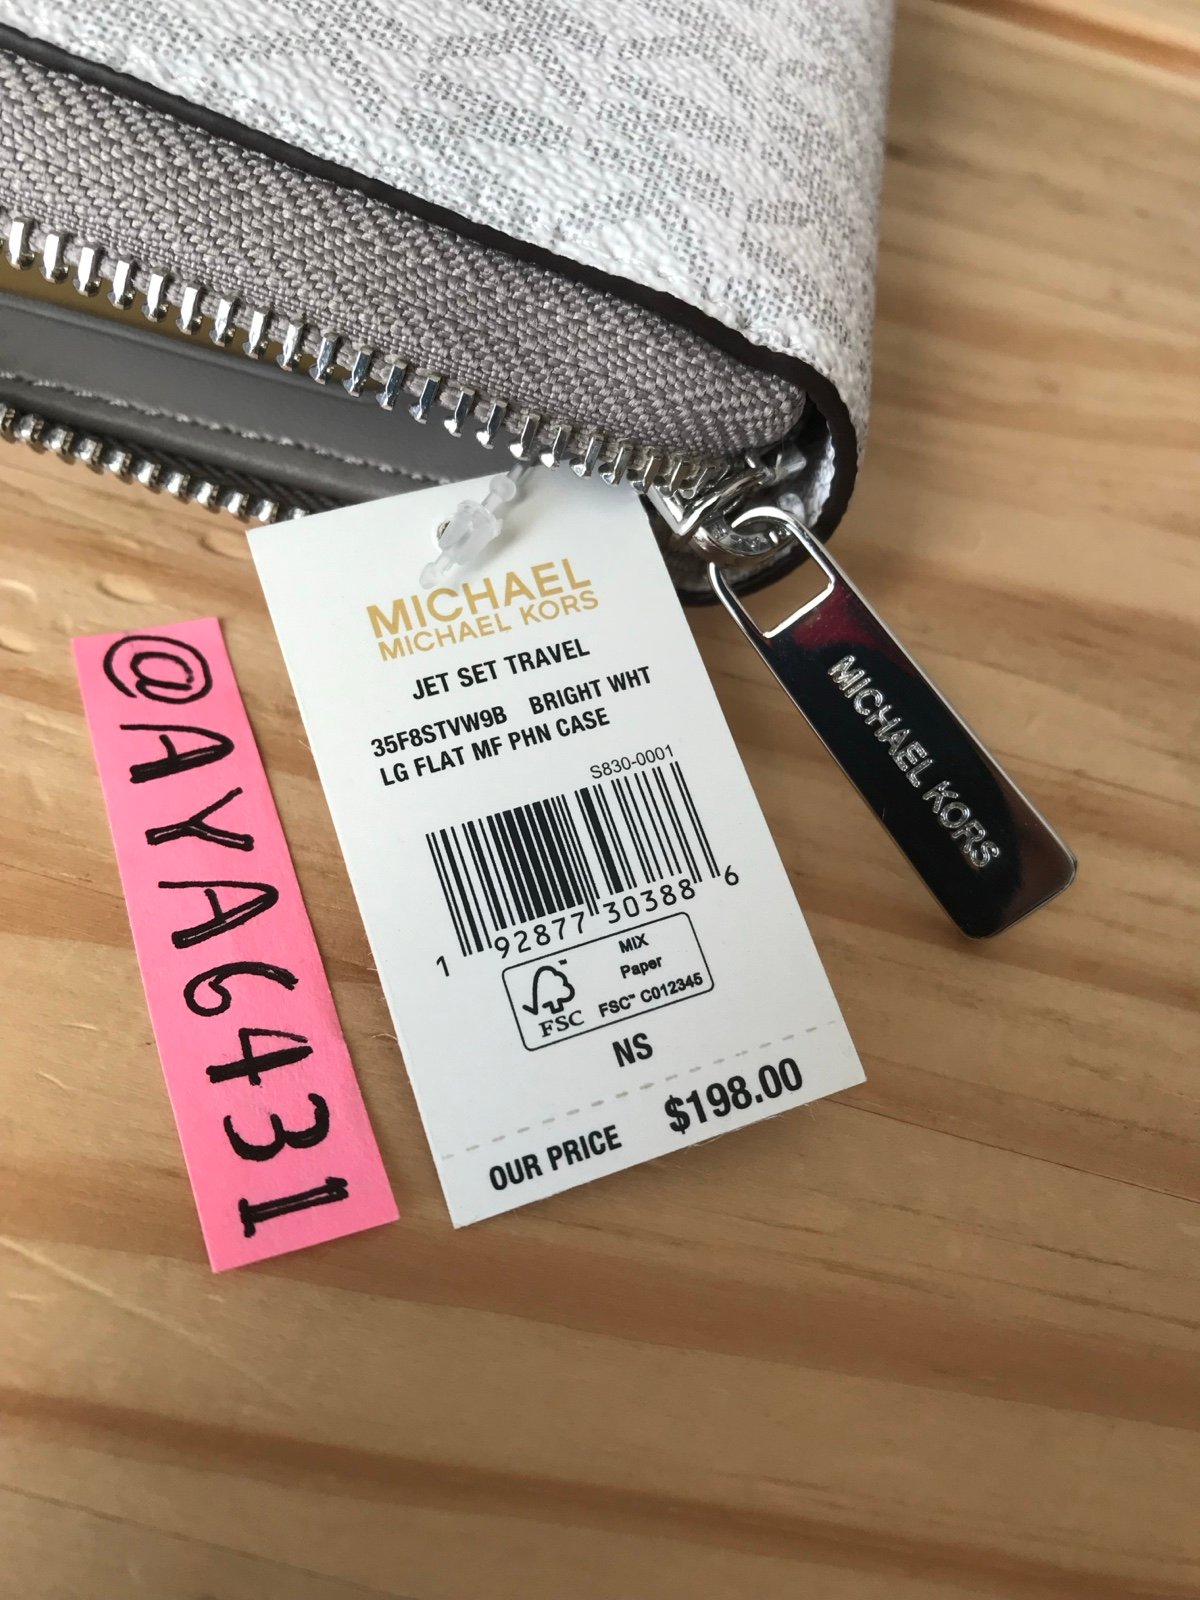 MICHAEL
MICHAEL KORS
JET SET TRAVEL
35F8STVW9B BRIGHT WHT
LG FLAT MF PHN CASE
S830-0001
1 92877 30388 6
FSC
MIX
Paper
FSC™ C012345
NS
OUR PRICE $198.00
@AYA6431
MICHAEL KORS